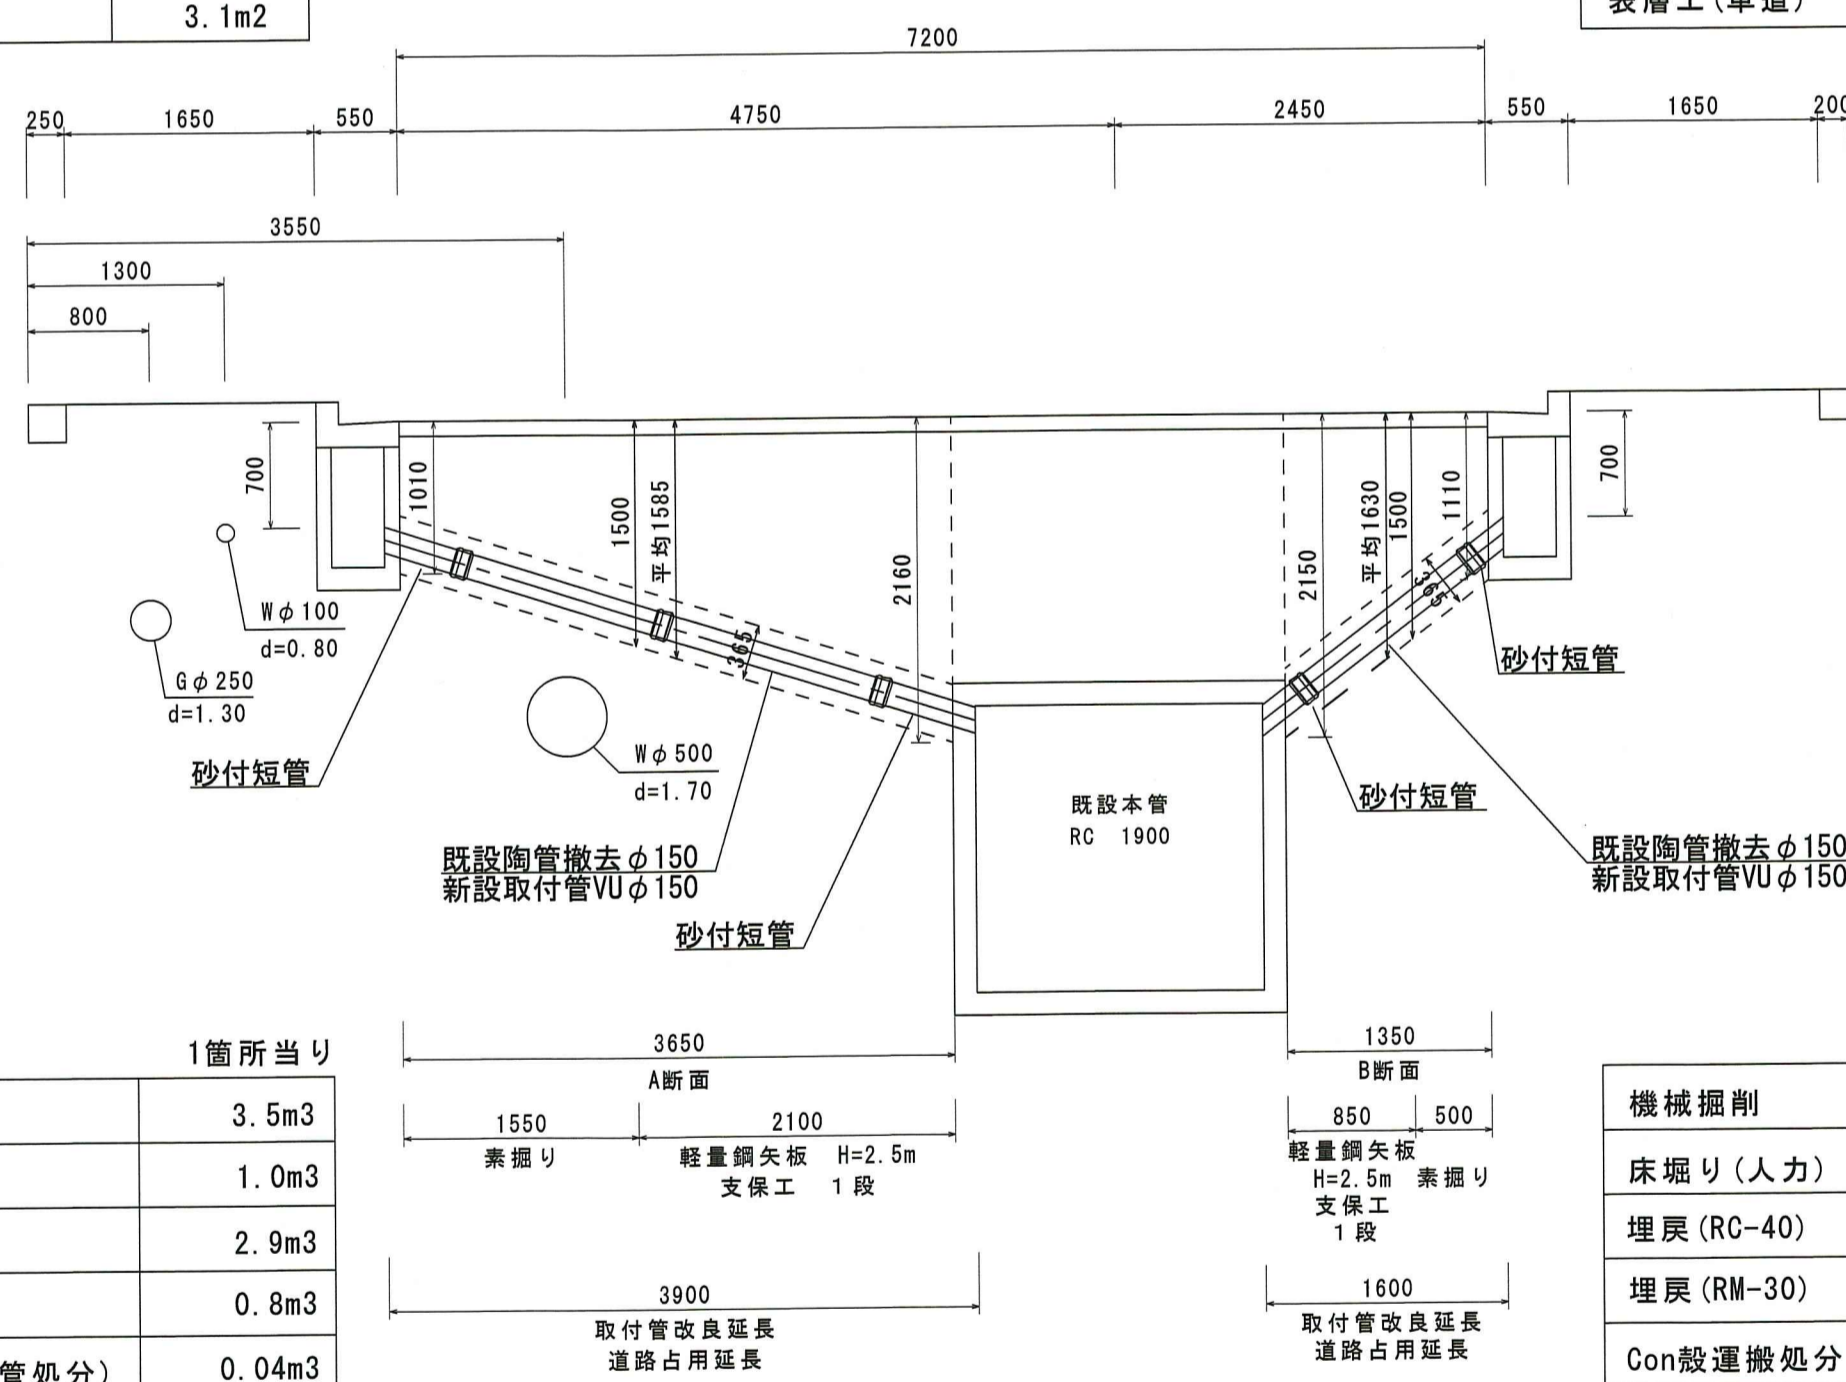 3.1m2
7200
250
1650
550
4750
2450
550
1650
200
3550
1300
800
700
1010
1500
平均1585
2160
2150
平均1630
1500
1110
700
365
365
Wφ100
d=0.80
Gφ250
d=1.30
砂付短管
Wφ500
d=1.70
既設陶管撤去φ150
新設取付管VUφ150
砂付短管
既設本管
RC 1900
砂付短管
砂付短管
既設陶管撤去φ150
新設取付管VUφ150
1箇所当り
3.5m3
1.0m3
2.9m3
0.8m3
管処分)
0.04m3
3650
A断面
1550
素掘り
2100
軽量鋼矢板 H=2.5m
支保工 1段
3900
取付管改良延長
道路占用延長
1350
B断面
850
500
軽量鋼矢板
H=2.5m
素掘り
支保工
1段
1600
取付管改良延長
道路占用延長
機械掘削
床堀り(人力)
埋戻(RC-40)
埋戻(RM-30)
Con殻運搬処分